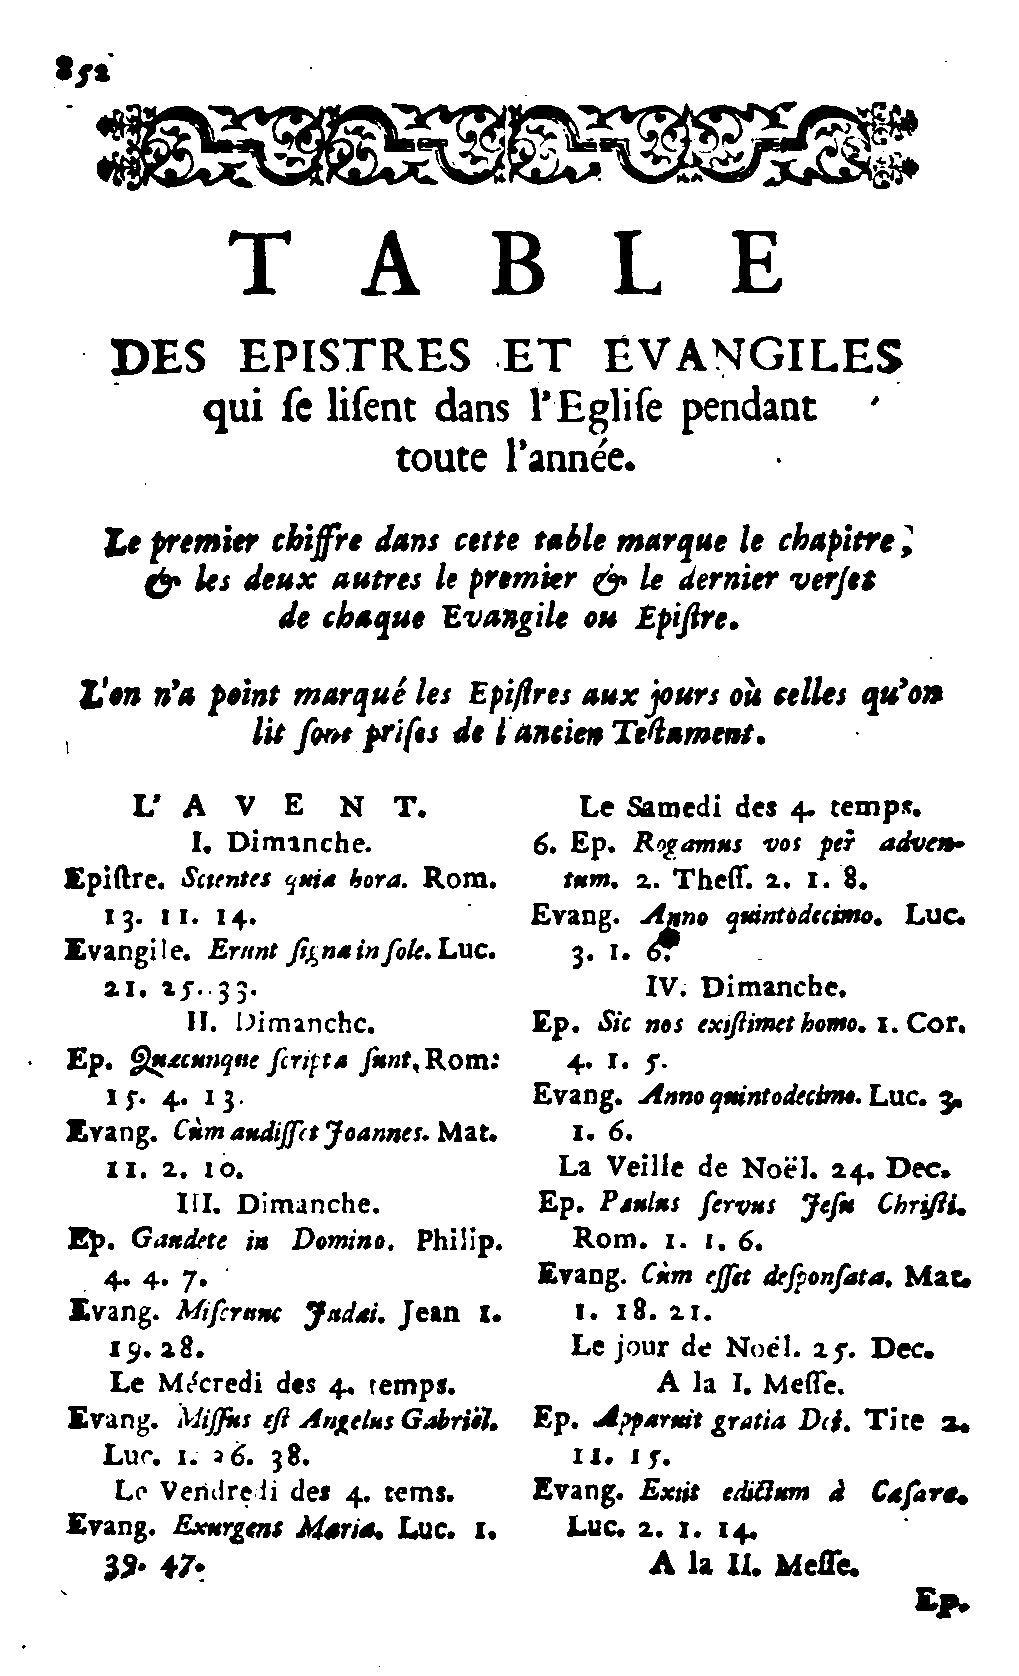 852
T A B L E
DES EPISTRES ET EVANGILES
qui ſe liſent dans l'Egliſe pendant
toute l'année.
Le premier chiffre dans cette table marque le chapitre,
& les deux autres le premier & le dernier verſet
de chaque Evangile ou Epiſtre.
L'on n'a point marqué les Epiſtres aux jours où celles qu'on
lit ſont priſes de l'ancien Teſtament.
L' A V E N T.
I. Dimanche.
Epiſtre. Scientes quia hora. Rom.
13. 11. 14.
Evangile. Erunt ſigna in ſole. Luc.
21. 25. 33.
II. Dimanche.
Ep. Quæcunque ſcripta ſunt, Rom:
15. 4. 13.
Evang. Cùm audiſſet Joannes. Mat.
11. 2. 10.
III. Dimanche.
Ep. Gaudete in Domino. Philip.
4. 4. 7.
Evang. Miſerunt Judæi. Jean 1.
19. 28.
Le Mécredi des 4. temps.
Evang. Miſſus eſt Angelus Gabriël.
Luc. 1. 26. 38.
Le Vendredi des 4. tems.
Evang. Exurgens Maria. Luc. 1.
39. 47.
Le Samedi des 4. temps.
6. Ep. Rogamus vos per adven-
tum. 2. Theſſ. 2. 1. 8.
Evang. Anno quintodecimo. Luc.
3. 1. 6.
IV. Dimanche.
Ep. Sic nos exiſtimet homo. 1. Cor.
4. 1. 5.
Evang. Anno quintodecimo. Luc. 3.
1. 6.
La Veille de Noël. 24. Dec.
Ep. Paulus ſervus Jeſu Chriſti.
Rom. 1. 1. 6.
Evang. Cùm eſſet deſponſata. Mat.
1. 18. 21.
Le jour de Noël. 25. Dec.
A la I. Meſſe.
Ep. Apparuit gratia Dei. Tite 2.
11. 15.
Evang. Exiit edictum à Cæſare.
Luc. 2. 1. 14.
A la II. Meſſe.
Ep.